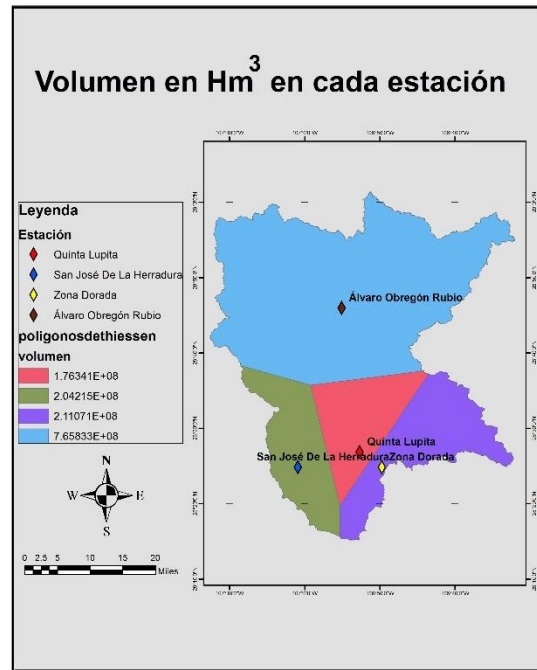 Volumen en Hm3 en cada estación
Leyenda
Estación
Quinta Lupita
San José De La Herradura
Zona Dorada
Álvaro Obregón Rubio
poligonosdethiessen
volumen
1.76341E+08
2.04215E+08
2.11071E+08
7.65833E+08
N
W E
S
0 2.5 5 10 15 20
Miles
Álvaro Obregón Rubio
Quinta Lupita
San José De La HerraduraZona Dorada